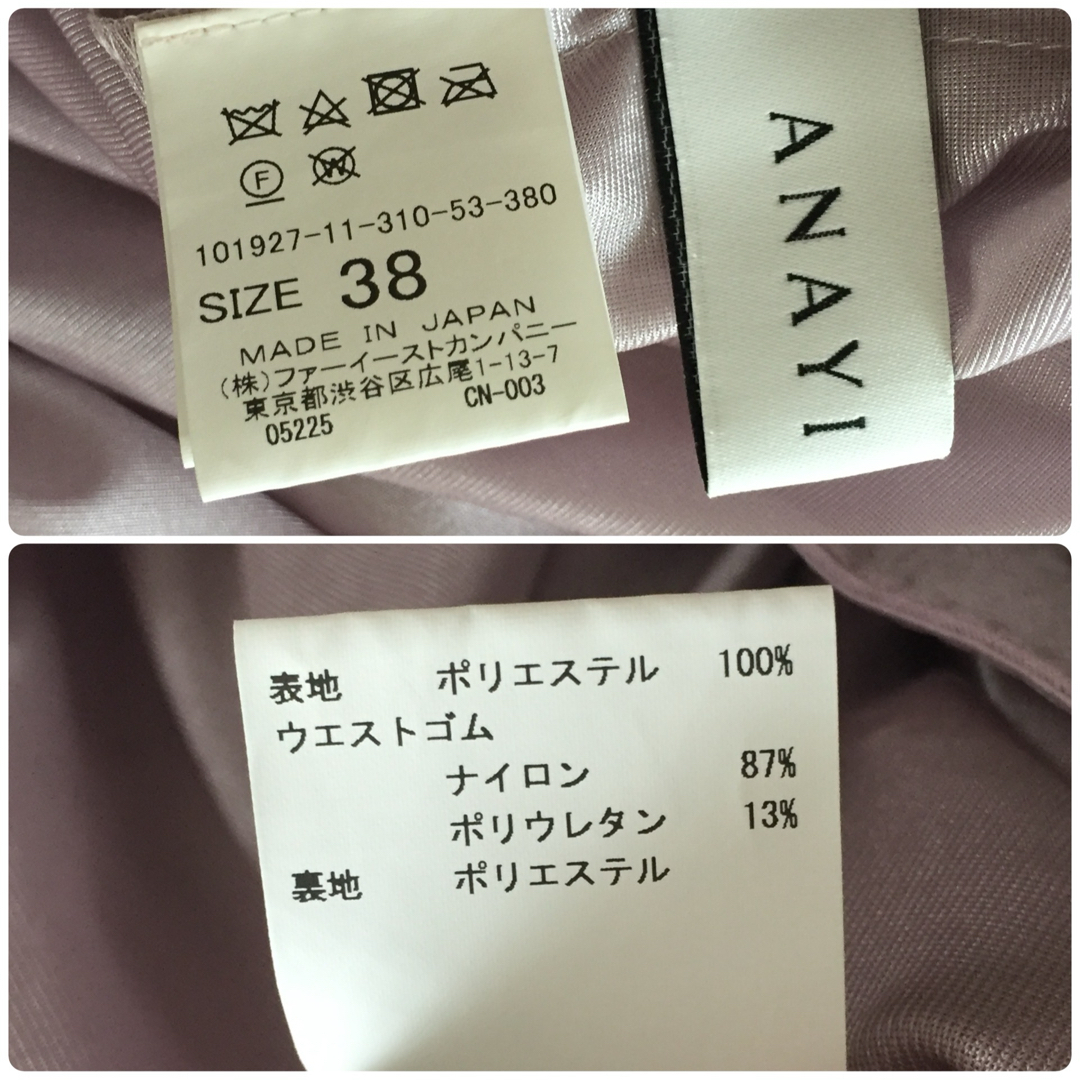 F
W
101927-11-310-53-380
SIZE 38
MADE IN JAPAN
(株)ファーイーストカンパニー
東京都渋谷区広尾1-13-7
05225 CN-003
ANAYI
表地 ポリエステル 100%
ウエストゴム
ナイロン 87%
ポリウレタン 13%
裏地 ポリエステル